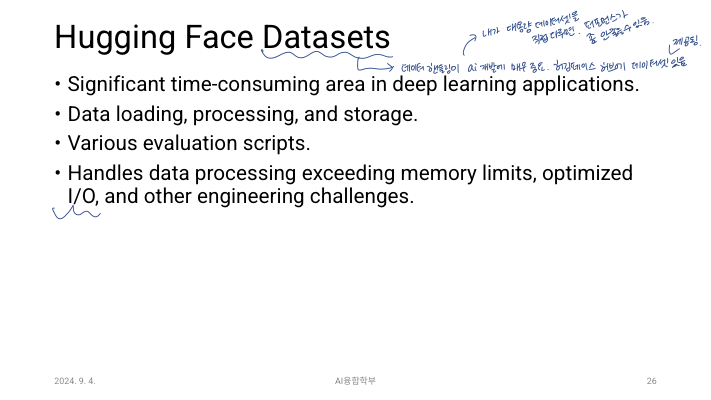 Hugging Face Datasets
내가 대용량 데이터셋을
직접 다루면. 퍼포먼스가
좀 안좋을수 있음.
제공됨.
데이터 핸들링이 ai 개발에 매우 중요. 허깅페이스 허브에 데이터셋 있음
• Significant time-consuming area in deep learning applications.
• Data loading, processing, and storage.
• Various evaluation scripts.
• Handles data processing exceeding memory limits, optimized
I/O, and other engineering challenges.
2024. 9. 4.
AI융합학부
26